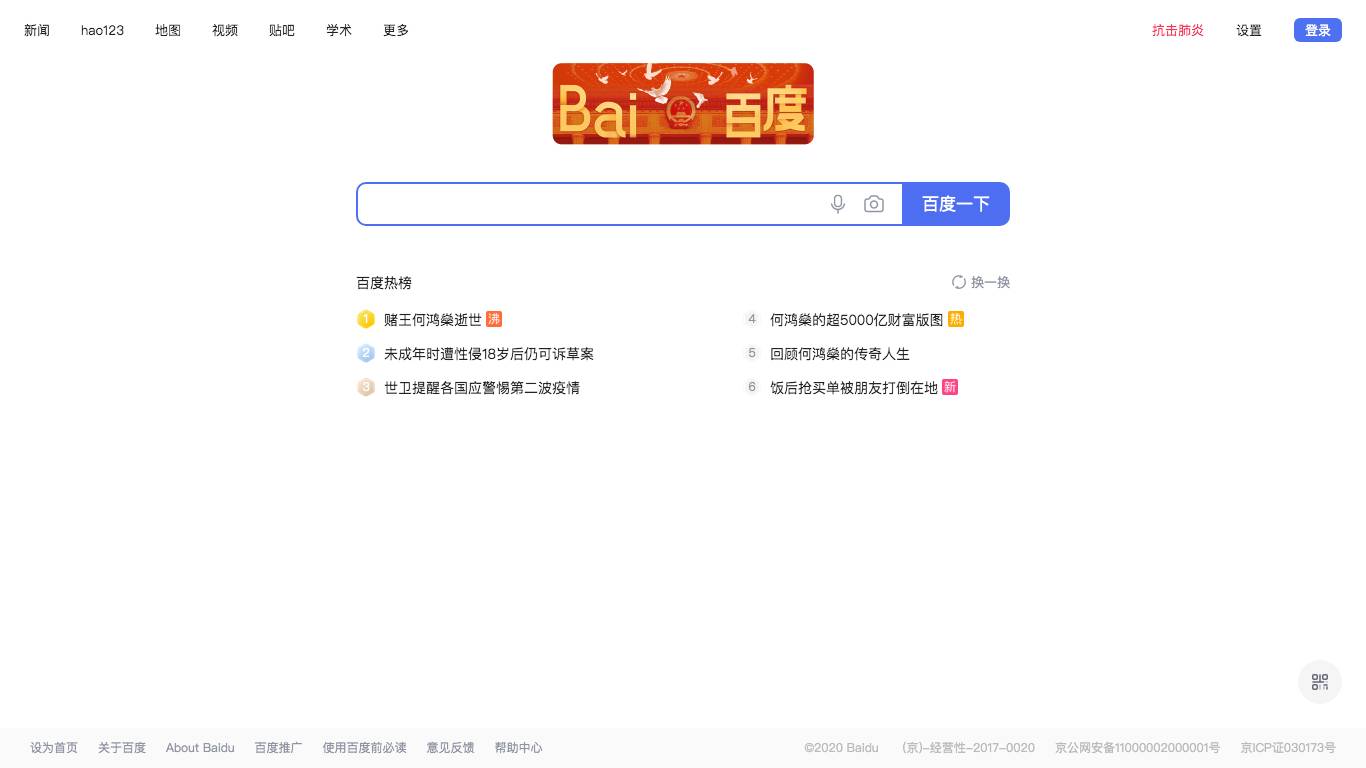 新闻 hao123 地图 视频 贴吧 学术 更多 抗击肺炎 设置 登录
Bai 百度
百度一下
百度热榜 换一换
1 赌王何鸿燊逝世 沸
4 何鸿燊的超5000亿财富版图 热
2 未成年时遭性侵18岁后仍可诉草案
5 回顾何鸿燊的传奇人生
3 世卫提醒各国应警惕第二波疫情
6 饭后抢买单被朋友打倒在地 新
设为首页 关于百度 About Baidu 百度推广 使用百度前必读 意见反馈 帮助中心 ©2020 Baidu (京)-经营性-2017-0020 京公网安备11000002000001号 京ICP证030173号